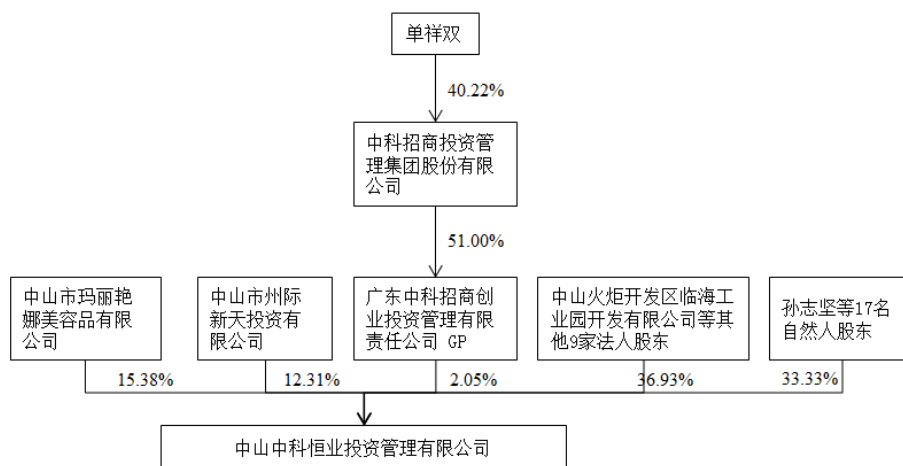 单祥双
40.22%
中科招商投资管
理集团股份有限
公司
51.00%
中山市玛丽艳
娜美容品有限
公司
中山市州际
新天投资有
限公司
广东中科招商创
业投资管理有限
责任公司 GP
中山火炬开发区临海工
业园开发有限公司等其
他9家法人股东
孙志坚等17名
自然人股东
15.38%
12.31%
2.05%
36.93%
33.33%
中山中科恒业投资管理有限公司